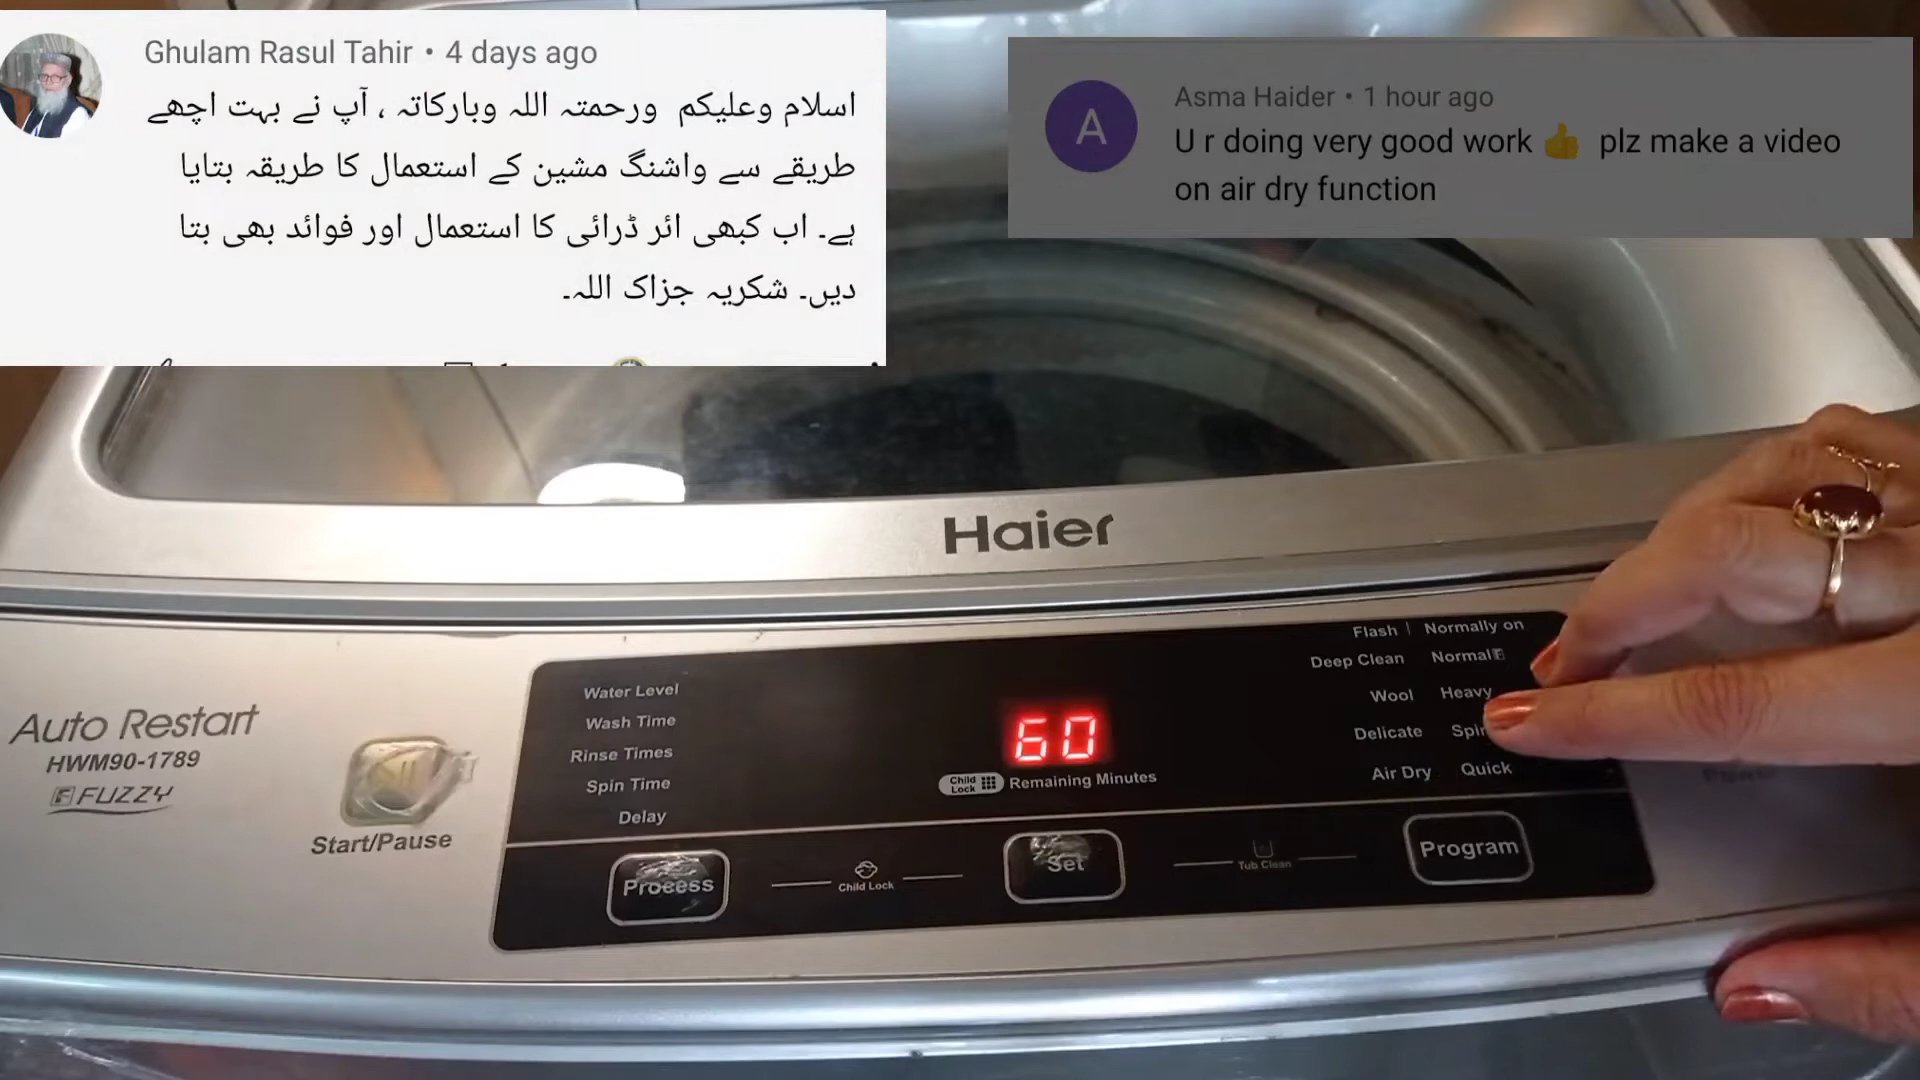 Ghulam Rasul Tahir • 4 days ago
اسلام وعلیکم ورحمتہ اللہ وبارکاتہ ، آپ نے بہت اچھے
طریقے سے واشنگ مشین کے استعمال کا طریقہ بتایا
ہے۔ اب کبھی ائر ڈرائی کا استعمال اور فوائد بھی بتا
دیں۔ شکریہ جزاک اللہ۔
A
Asma Haider • 1 hour ago
U r doing very good work 👍 plz make a video
on air dry function
Haier
Auto Restart
HWM90-1789
F FUZZY
Start/Pause
Water Level
Wash Time
Rinse Times
Spin Time
Delay
60
Child Lock Remaining Minutes
Flash | Normally on
Deep Clean Normal F
Wool Heavy
Delicate
Air Dry Quick
Process
Child Lock
Set
Tub Clean
Program